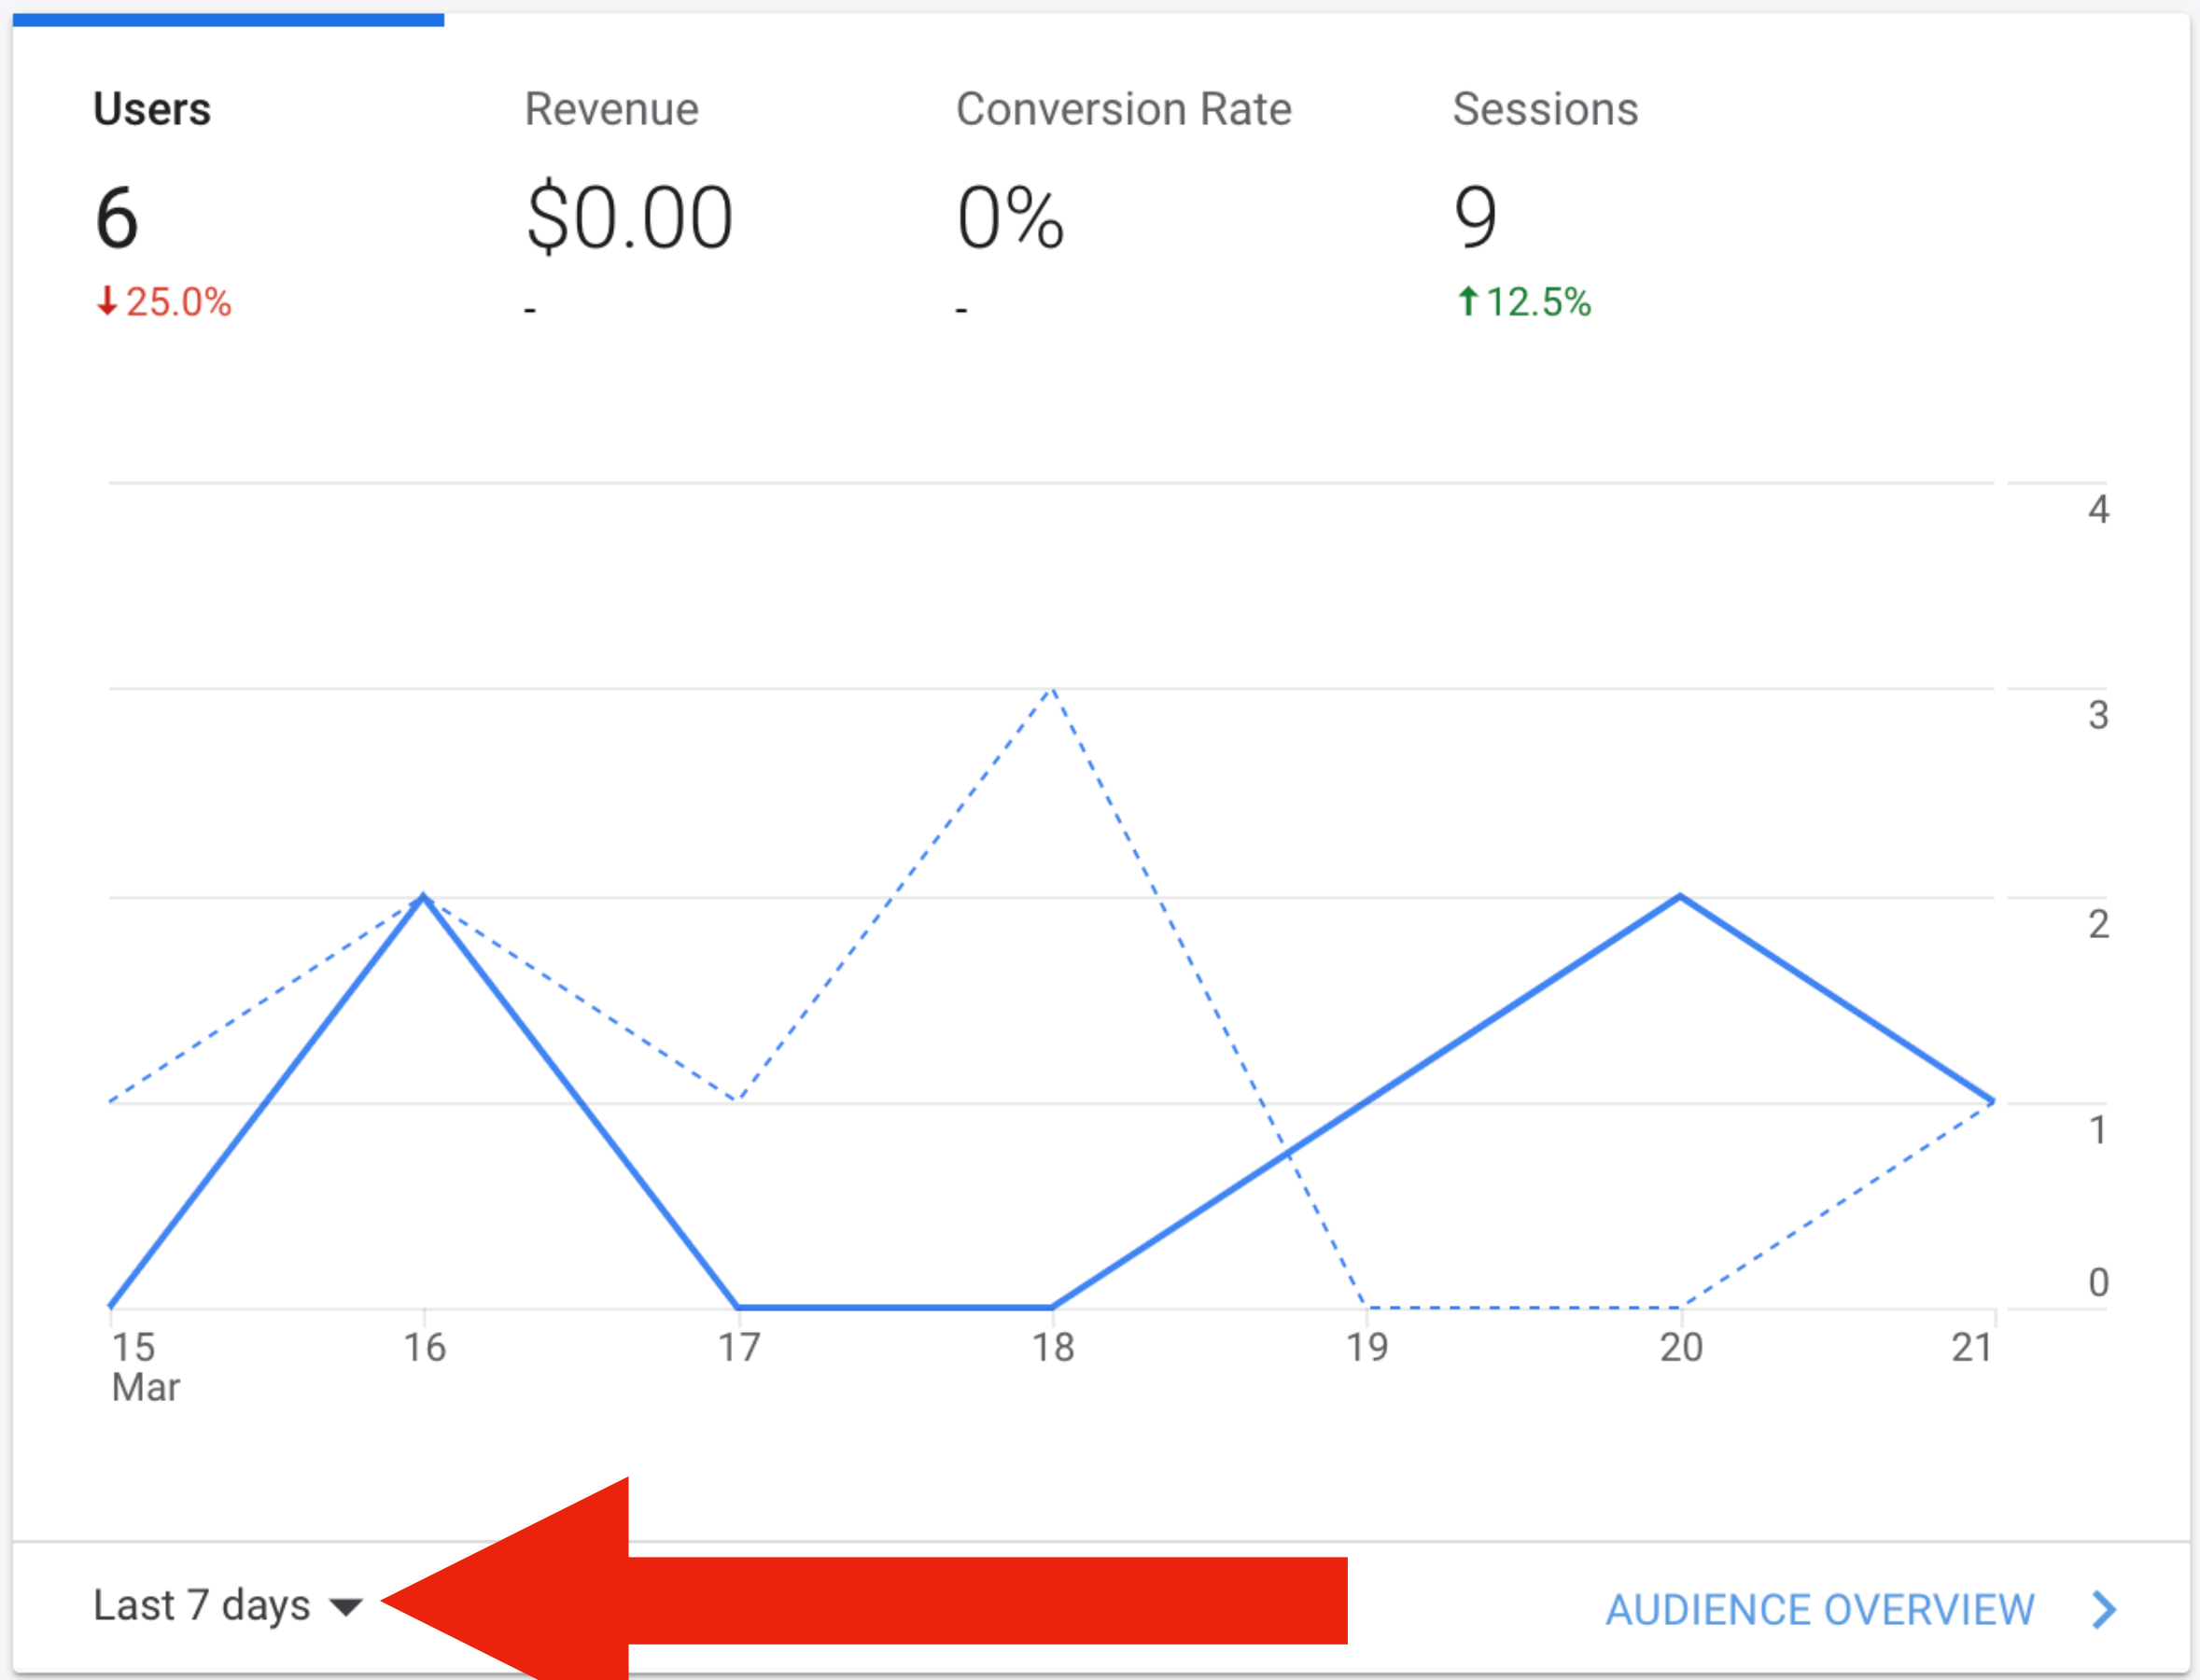 Users Revenue Conversion Rate Sessions
6 $0.00 0% 9
↓25.0% - - ↑12.5%
4
3
2
1
0
15 16 17 18 19 20 21
Mar
Last 7 days AUDIENCE OVERVIEW